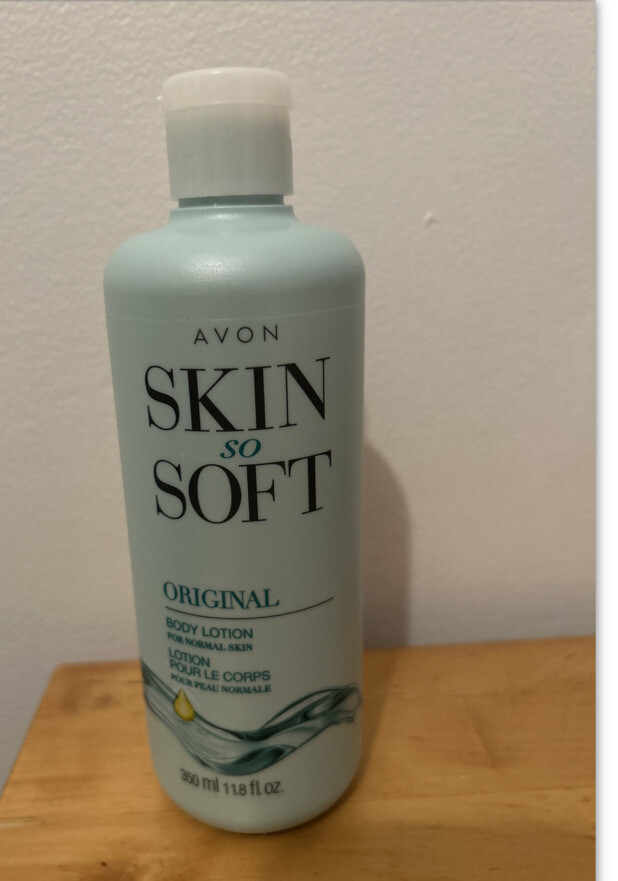 AVON
SKIN
so
SOFT
ORIGINAL
BODY LOTION
FOR NORMAL SKIN
LOTION
POUR LE CORPS
POUR PEAU NORMALE
350 ml 11.8 fl. oz.